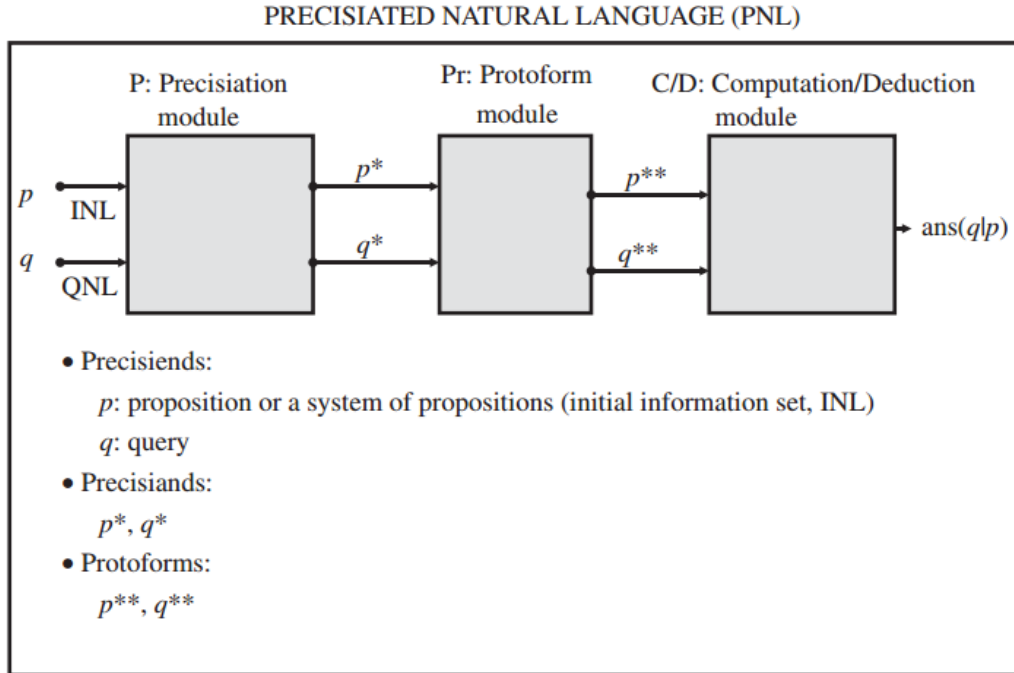 PRECISIATED NATURAL LANGUAGE (PNL)
P: Precisiation
module
Pr: Protoform
module
C/D: Computation/Deduction
module
p
INL
q
QNL
p*
q*
p**
q**
ans(q|p)
• Precisiends:
p: proposition or a system of propositions (initial information set, INL)
q: query
• Precisiands:
p*, q*
• Protoforms:
p**, q**